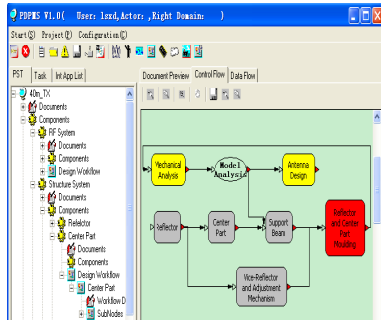 PDPMS V1.0( User: lszd,Actor: ,Right Domain: )
Start(S) Project(P) Configuration(C)
PST Task Int App List
Document Preview Control Flow Data Flow
40m_TX
Documents
Components
RF System
Documents
Components
Design Workflow
Structure System
Documents
Components
Relelktor
Center Part
Documents
Components
Design Workflow
Center Part
Workflow D
SubNodes
Mechanical
Analysis
Model
Analysis
Antenna
Design
Reflector
Center
Part
Support
Beam
Reflector
and Center
Part
Moulding
Vice-Reflector
and Adjustment
Mechanism